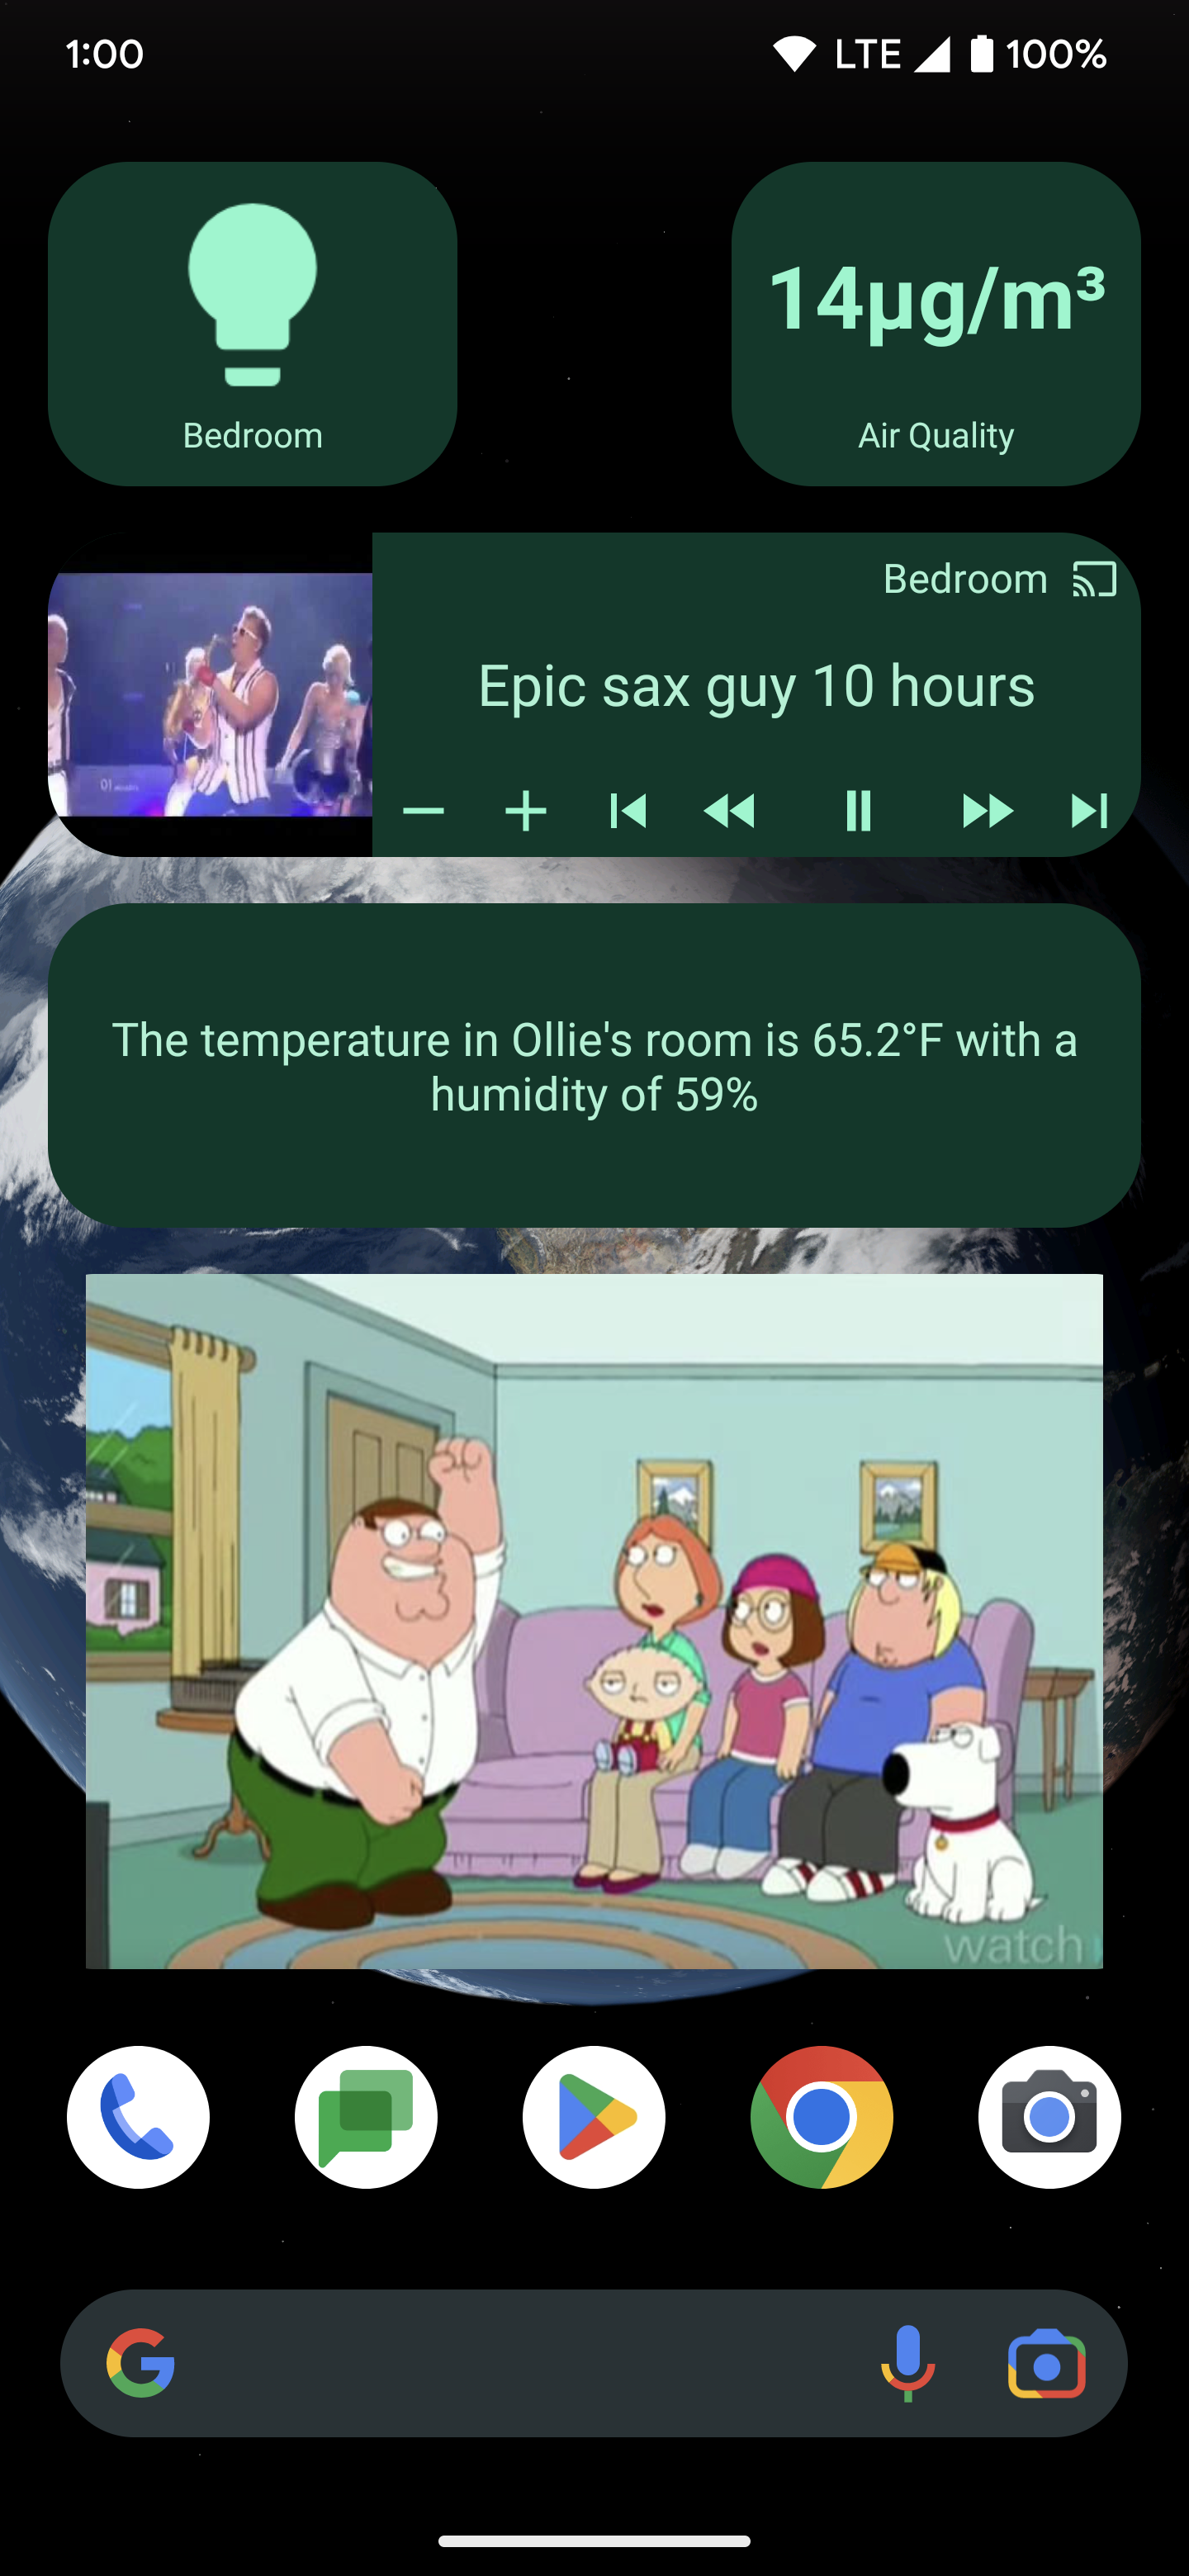 1:00
LTE 100%
14µg/m³
Bedroom
Air Quality
Bedroom
Epic sax guy 10 hours
The temperature in Ollie's room is 65.2°F with a
humidity of 59%
watch